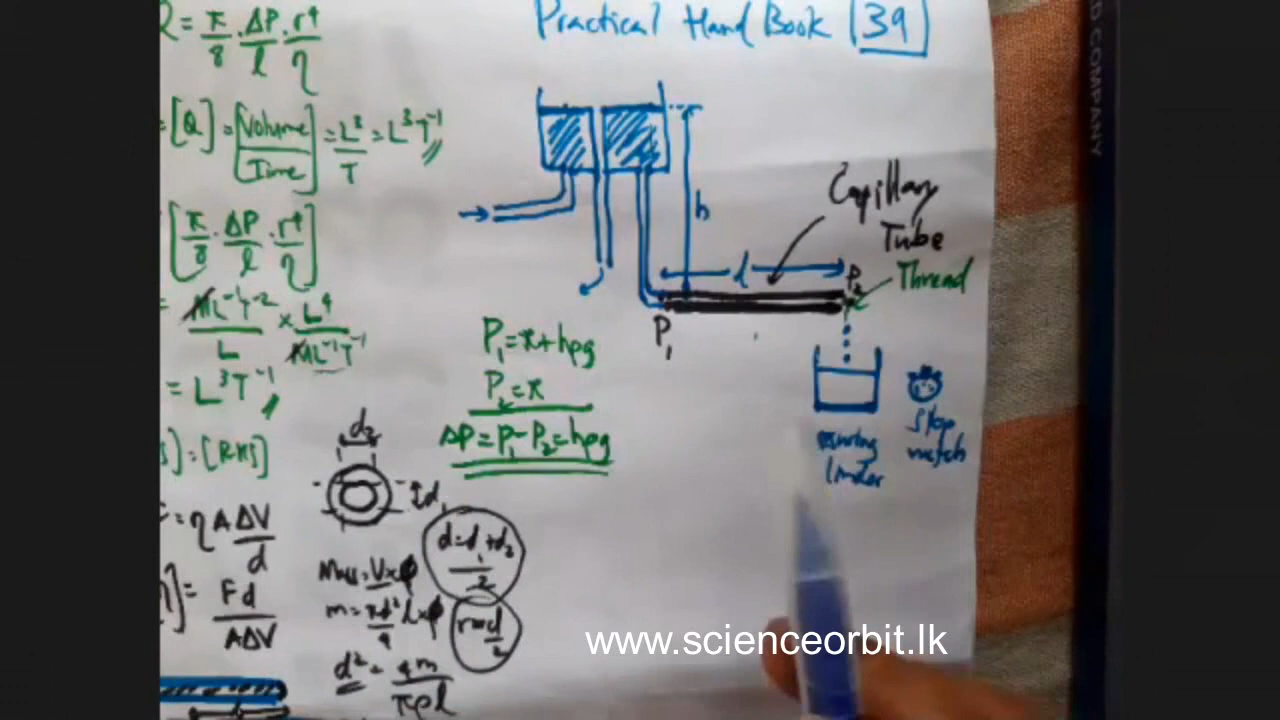 Practical Hand Book 39
Q = π/8 . ΔP/l . r⁴/η
= [Q] = [Volume/Time] = L³/T = L³T⁻¹
[π/8 . ΔP/l . r⁴/η]
= ML⁻¹T⁻²/L × L⁴/ML⁻¹T⁻¹
= L³T⁻¹
S] = [RHS]
= ηAΔV/d
η] = Fd/AΔV
h
Capillary
Tube
l
P₂
Thread
P₁
P₁ = π + hρg
P₂ = π
ΔP = P₁ - P₂ = hρg
d₂
d₁
d = d₁+d₂/2
Mass = V×ρ
m = πd²/4 l×ρ
r = d/2
d² = 4m/πρl
Stop
watch
www.scienceorbit.lk
D COMPANY